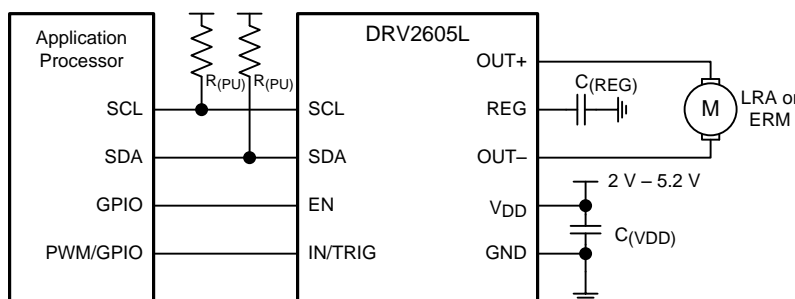 Application
Processor
SCL
SDA
GPIO
PWM/GPIO
R(PU)
R(PU)
DRV2605L
SCL
SDA
EN
IN/TRIG
OUT+
REG
OUT–
VDD
GND
C(REG)
M
LRA or
ERM
2 V – 5.2 V
C(VDD)